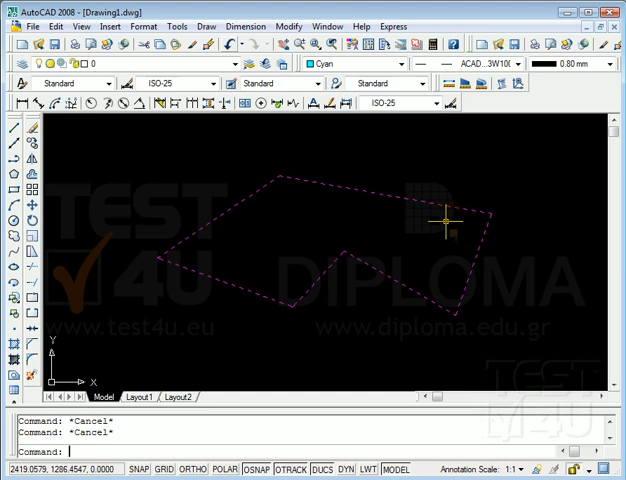 AutoCAD 2008 - [Drawing1.dwg]
File Edit View Insert Format Tools Draw Dimension Modify Window Help Express
0 Cyan ACAD...3W100 0.80 mm
Standard ISO-25 Standard Standard
ISO-25
TEST
4U DIPLOMA
www.test4u.eu www.diploma.edu.gr
Y
X
Model Layout1 Layout2
TEST
4U
Command: *Cancel*
Command: *Cancel*
Command:
2419.0579, 1286.4547, 0.0000 SNAP GRID ORTHO POLAR OSNAP OTRACK DUCS DYN LWT MODEL Annotation Scale: 1:1